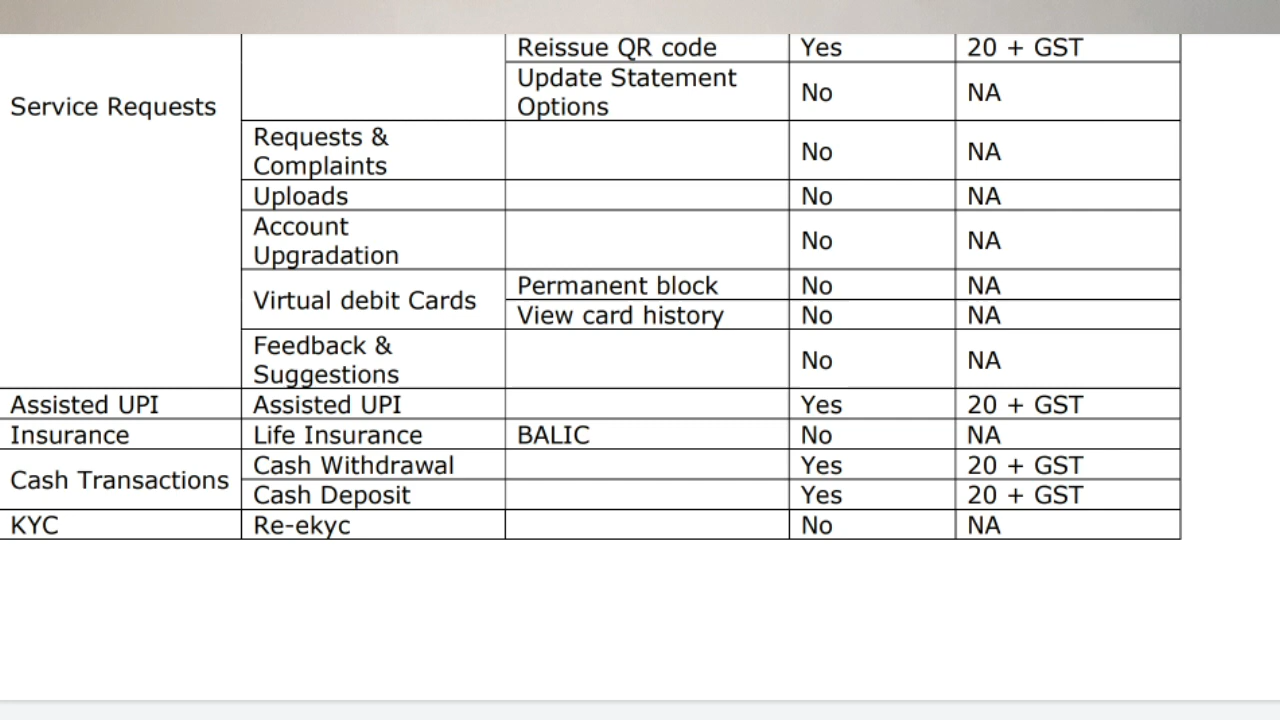 Reissue QR code Yes 20 + GST
Service Requests
Update Statement
Options
No NA
Requests &
Complaints
No NA
Uploads No NA
Account
Upgradation
No NA
Virtual debit Cards
Permanent block No NA
View card history No NA
Feedback &
Suggestions
No NA
Assisted UPI Assisted UPI Yes 20 + GST
Insurance Life Insurance BALIC No NA
Cash Transactions
Cash Withdrawal Yes 20 + GST
Cash Deposit Yes 20 + GST
KYC Re-ekyc No NA